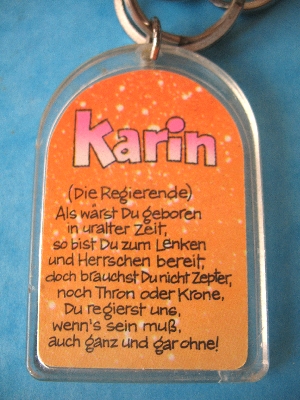 Karin
(Die Regierende)
Als wärst Du geboren
in uralter Zeit,
so bist Du zum Lenken
und Herrschen bereit,
doch brauchst Du nicht Zepter,
noch Thron oder Krone,
Du regierst uns,
wenn's sein muß,
auch ganz und gar ohne!